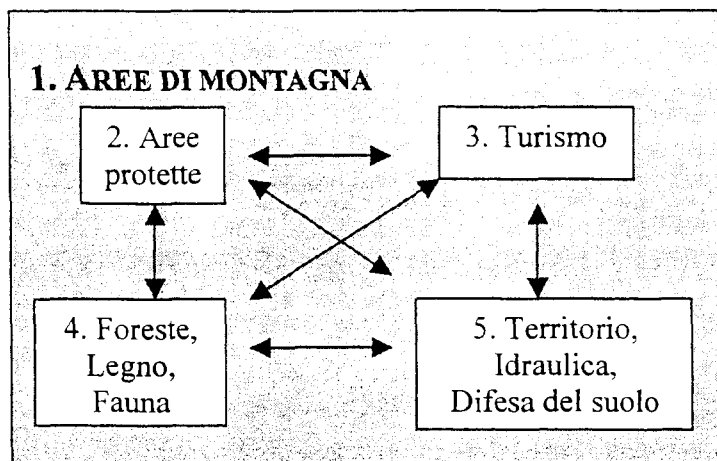 1. AREE DI MONTAGNA
2. Aree
protette
3. Turismo
4. Foreste,
Legno,
Fauna
5. Territorio,
Idraulica,
Difesa del suolo